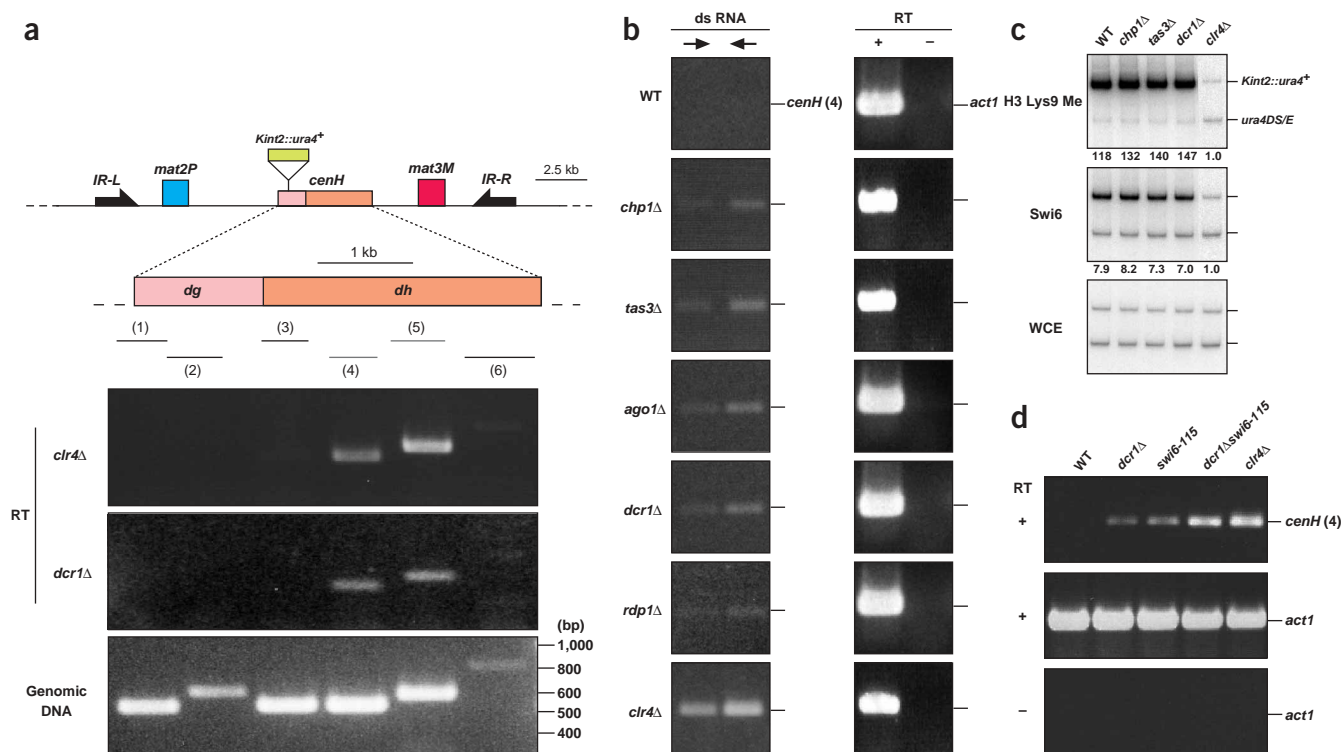 a
Kint2::ura4+
IR-L
mat2P
cenH
mat3M
IR-R
2.5 kb
1 kb
dg
dh
(1)
(3)
(5)
(2)
(4)
(6)
RT
clr4Δ
dcr1Δ
Genomic
DNA
(bp)
1,000
800
600
500
400
b
ds RNA
RT
+ −
WT
cenH (4)
act1
chp1Δ
tas3Δ
ago1Δ
dcr1Δ
rdp1Δ
clr4Δ
c
WT chp1Δ tas3Δ dcr1Δ clr4Δ
H3 Lys9 Me
Kint2::ura4+
ura4DS/E
118 132 140 147 1.0
Swi6
7.9 8.2 7.3 7.0 1.0
WCE
d
WT dcr1Δ swi6-115 dcr1Δswi6-115 clr4Δ
RT
+
cenH (4)
+
act1
−
act1